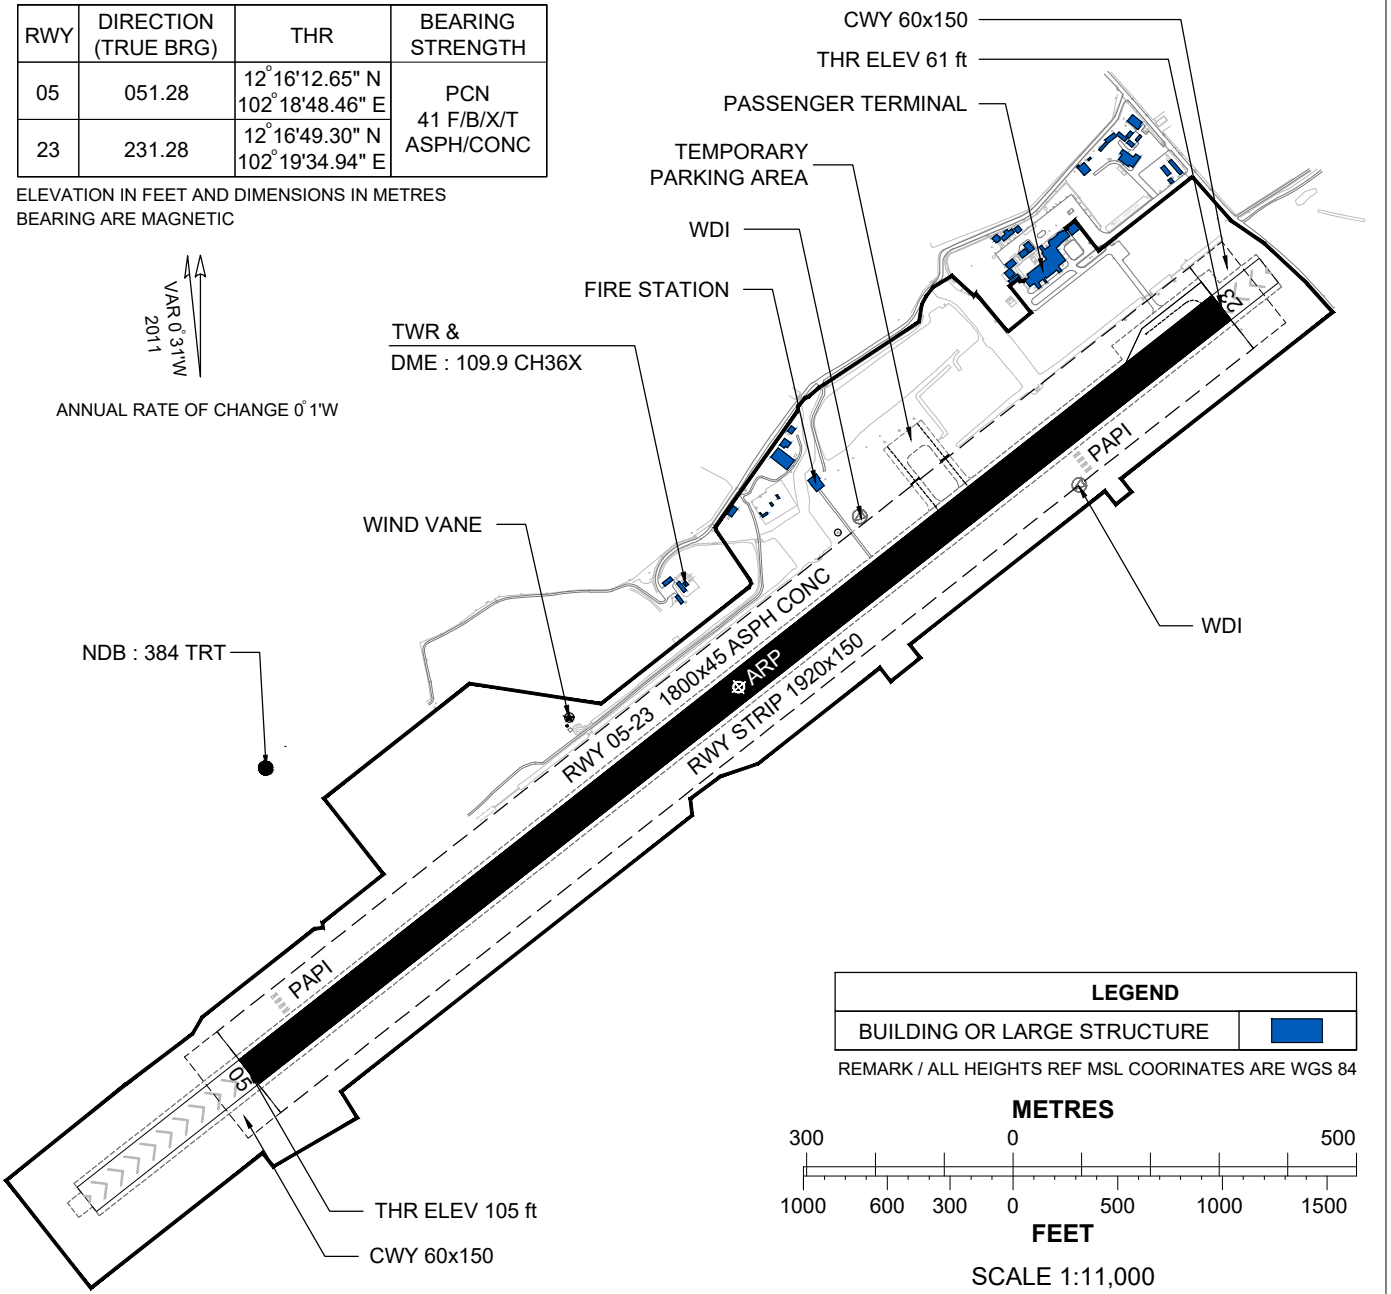 RWY DIRECTION (TRUE BRG) THR BEARING STRENGTH
05 051.28 12°16'12.65" N 102°18'48.46" E PCN 41 F/B/X/T ASPH/CONC
23 231.28 12°16'49.30" N 102°19'34.94" E
ELEVATION IN FEET AND DIMENSIONS IN METRES
BEARING ARE MAGNETIC
VAR 0°31'W
2011
ANNUAL RATE OF CHANGE 0°1'W
CWY 60x150
THR ELEV 61 ft
PASSENGER TERMINAL
TEMPORARY
PARKING AREA
WDI
FIRE STATION
TWR &
DME : 109.9 CH36X
WIND VANE
NDB : 384 TRT
23
PAPI
WDI
RWY 05-23 1800x45 ASPH CONC
ARP
RWY STRIP 1920x150
PAPI
05
THR ELEV 105 ft
CWY 60x150
LEGEND
BUILDING OR LARGE STRUCTURE
REMARK / ALL HEIGHTS REF MSL COORINATES ARE WGS 84
METRES
300 0 500
1000 600 300 0 500 1000 1500
FEET
SCALE 1:11,000